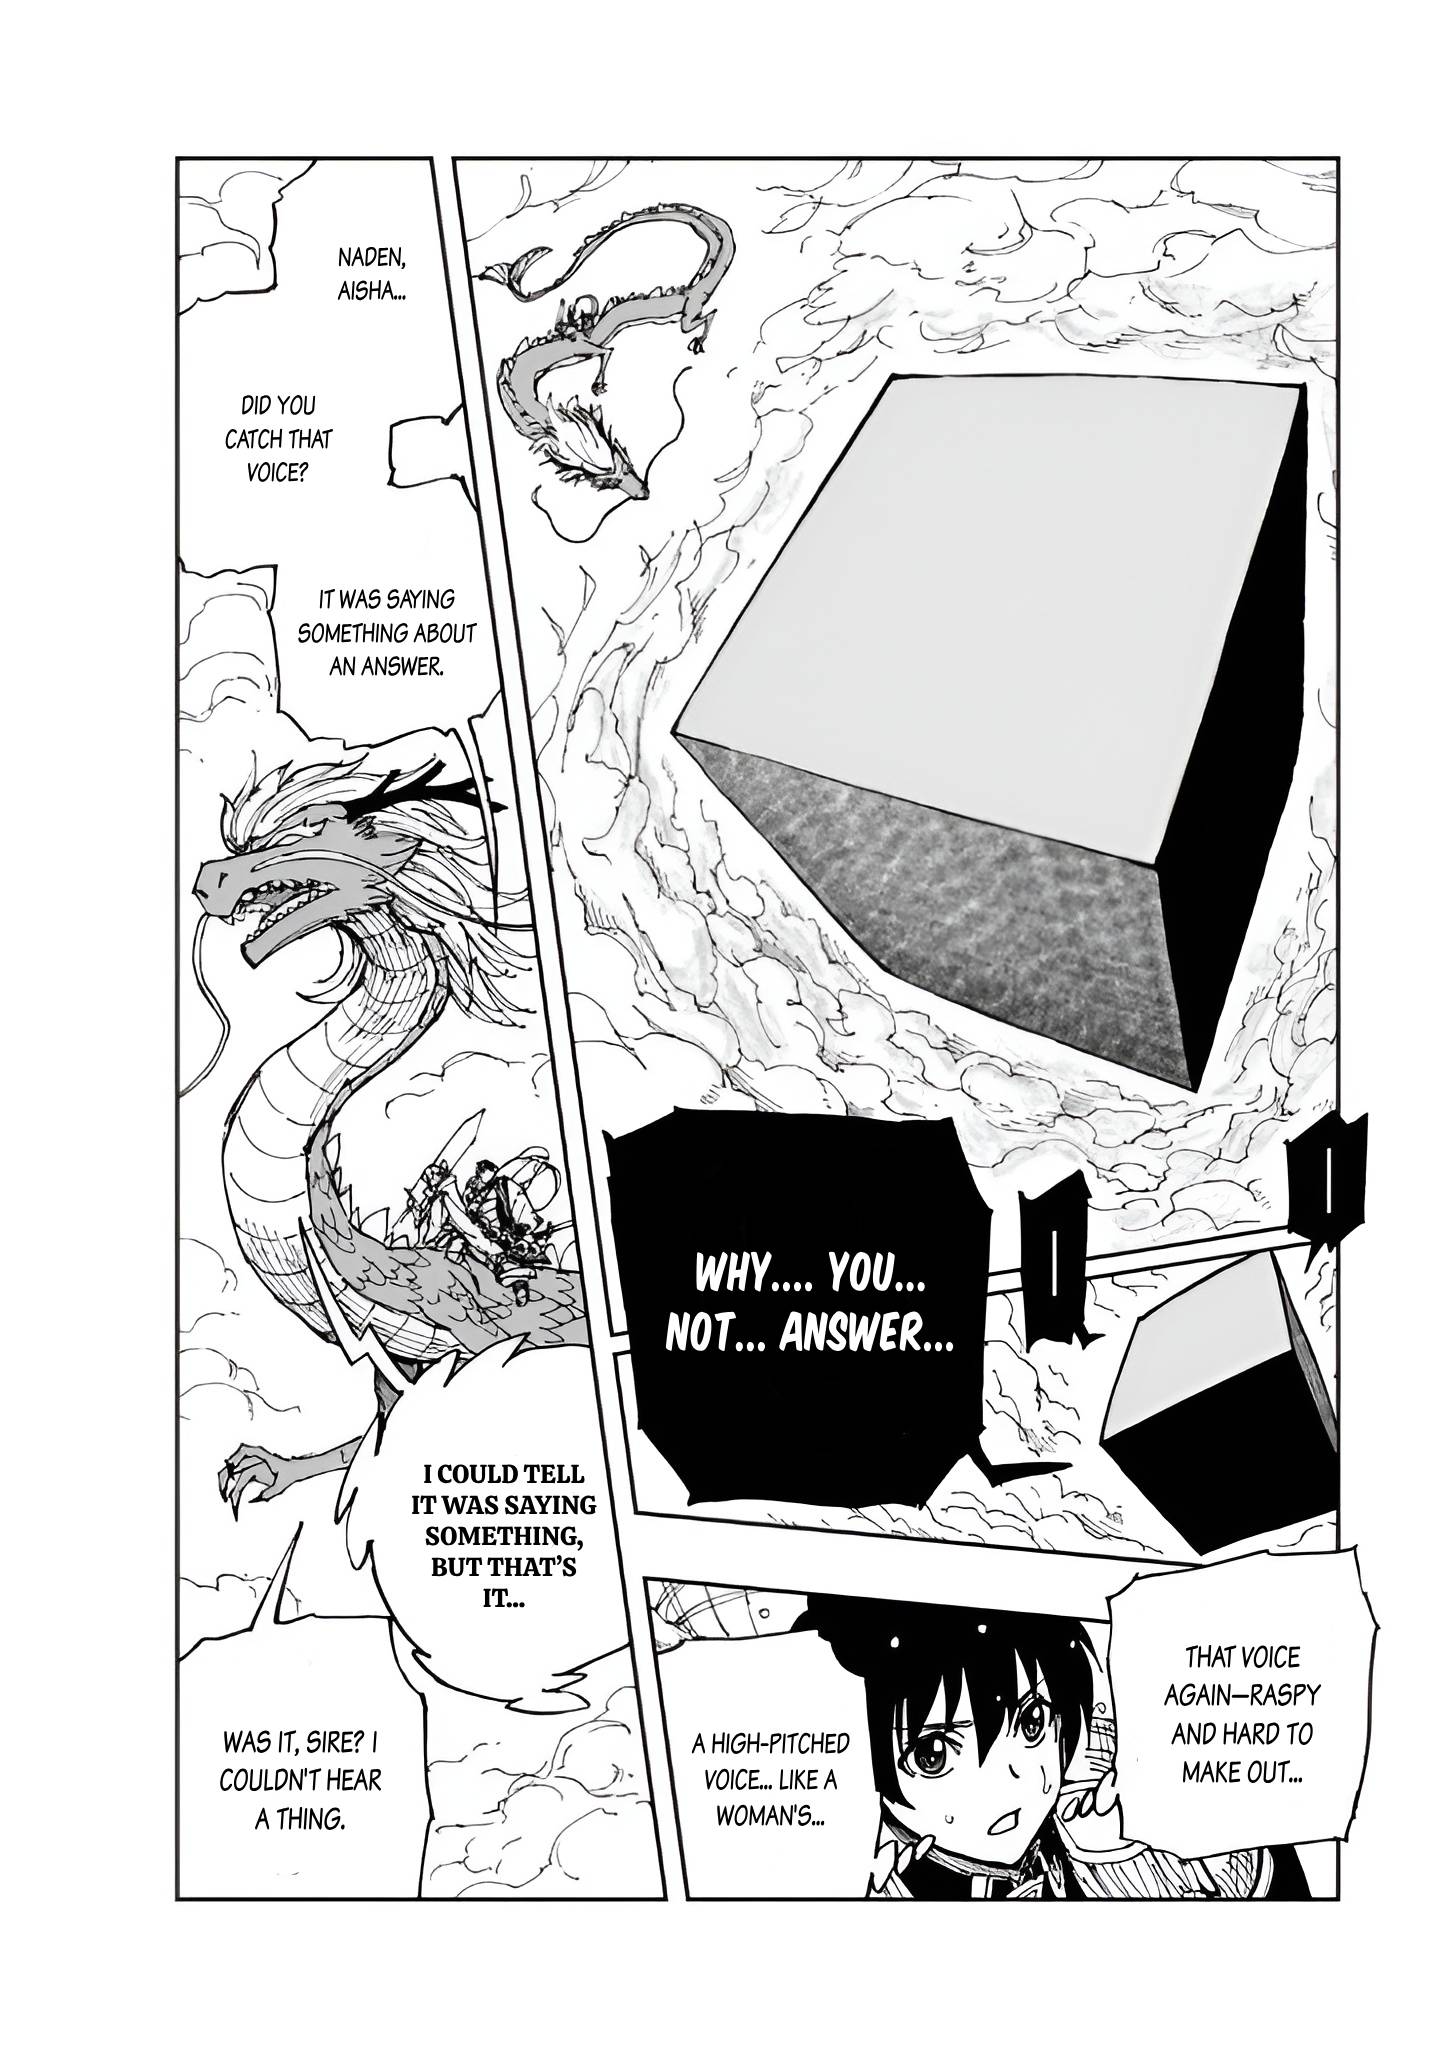 WHY.... YOU...
NOT... ANSWER...
THAT VOICE
AGAIN—RASPY
AND HARD TO
MAKE OUT...
A HIGH-PITCHED
VOICE... LIKE A
WOMAN'S...
NADEN,
AISHA...
DID YOU
CATCH THAT
VOICE?
IT WAS SAYING
SOMETHING ABOUT
AN ANSWER.
I COULD TELL
IT WAS SAYING
SOMETHING,
BUT THAT'S
IT...
WAS IT, SIRE? I
COULDN'T HEAR
A THING.